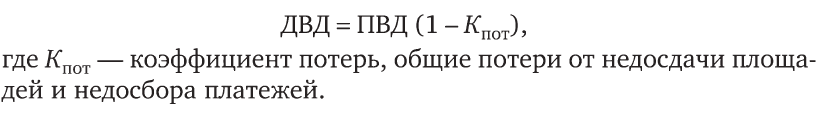 ДВД = ПВД (1 – Kпот),
где Kпот — коэффициент потерь, общие потери от недосдачи площа-
дей и недосбора платежей.